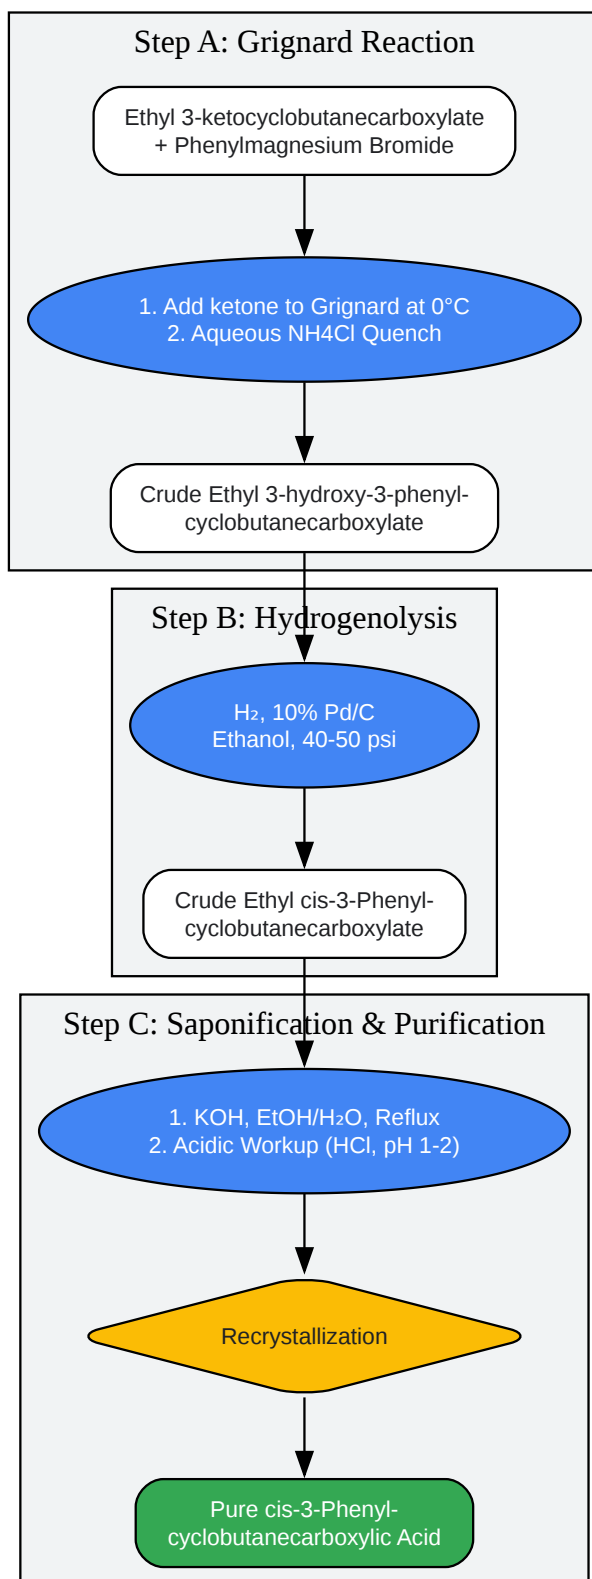 Step A: Grignard Reaction
Ethyl 3-ketocyclobutanecarboxylate
+ Phenylmagnesium Bromide
1. Add ketone to Grignard at 0°C
2. Aqueous NH4Cl Quench
Crude Ethyl 3-hydroxy-3-phenyl-
cyclobutanecarboxylate
Step B: Hydrogenolysis
H₂, 10% Pd/C
Ethanol, 40-50 psi
Crude Ethyl cis-3-Phenyl-
cyclobutanecarboxylate
Step C: Saponification & Purification
1. KOH, EtOH/H₂O, Reflux
2. Acidic Workup (HCl, pH 1-2)
Recrystallization
Pure cis-3-Phenyl-
cyclobutanecarboxylic Acid